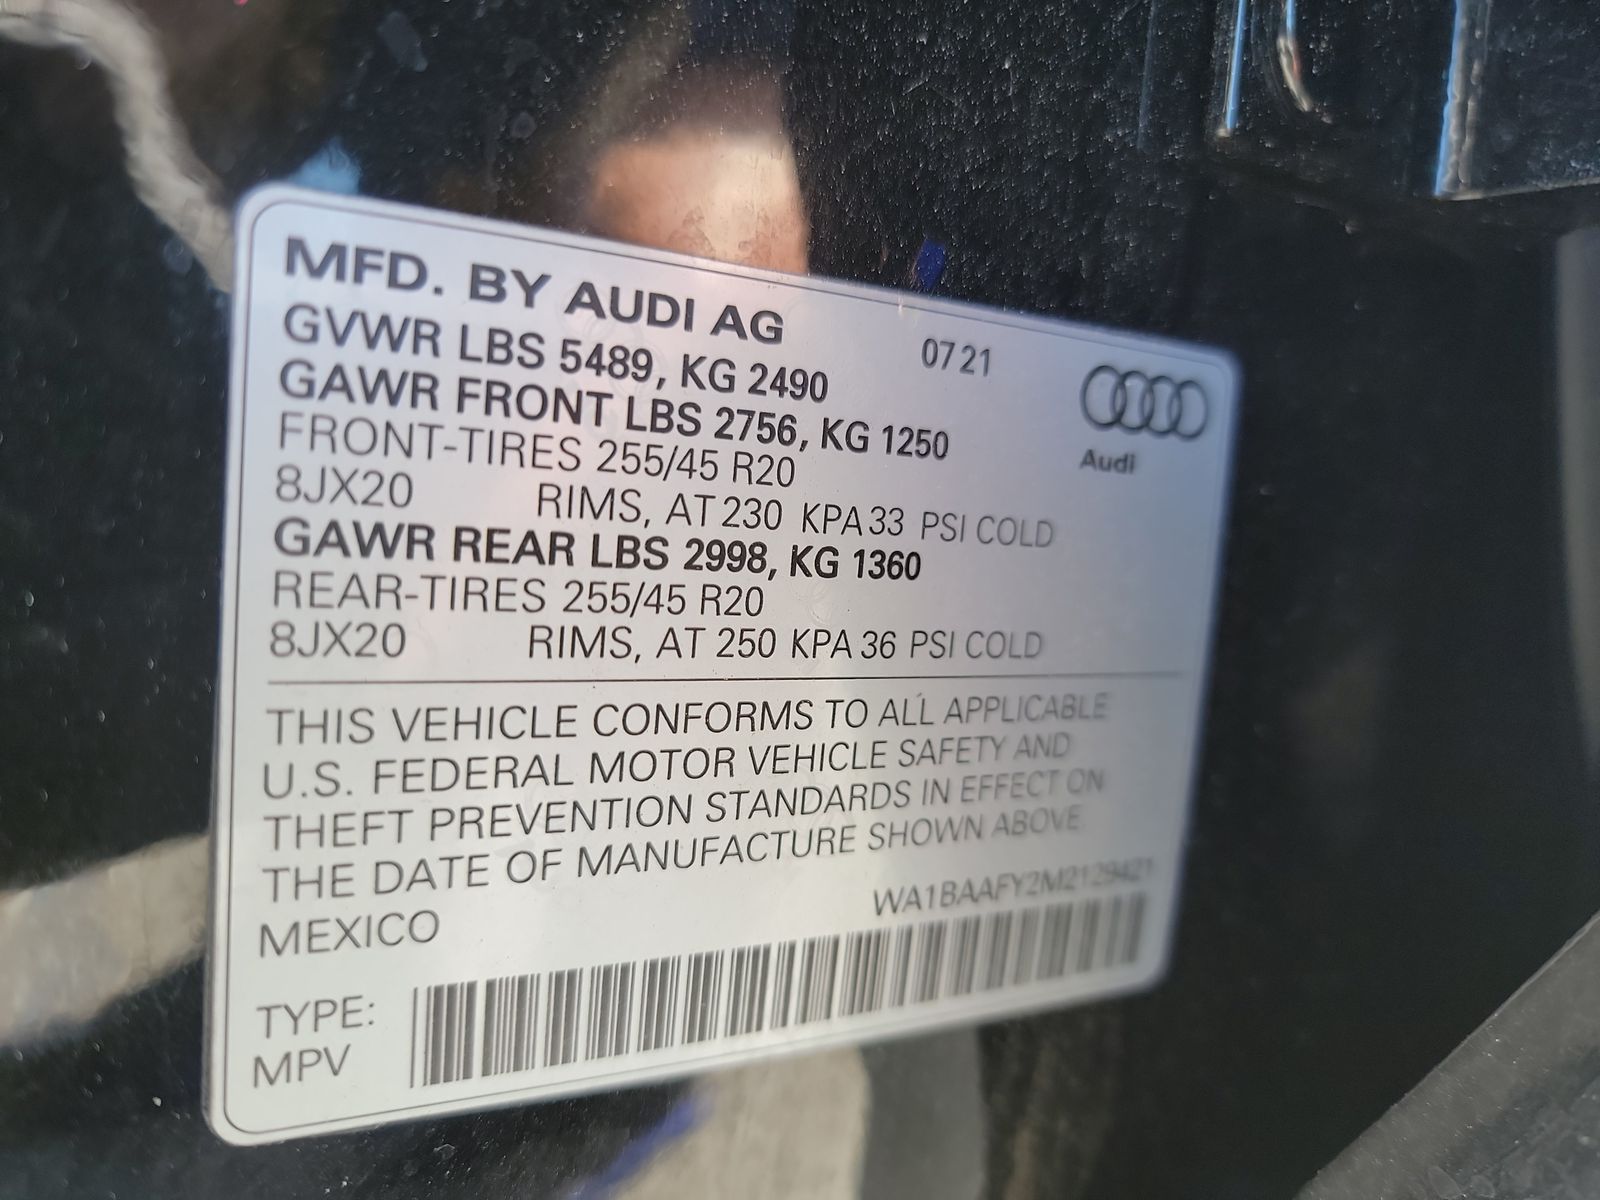 MFD. BY AUDI AG
07 21
GVWR LBS 5489, KG 2490
GAWR FRONT LBS 2756, KG 1250
Audi
FRONT-TIRES 255/45 R20
8JX20 RIMS, AT 230 KPA 33 PSI COLD
GAWR REAR LBS 2998, KG 1360
REAR-TIRES 255/45 R20
8JX20 RIMS, AT 250 KPA 36 PSI COLD
THIS VEHICLE CONFORMS TO ALL APPLICABLE
U.S. FEDERAL MOTOR VEHICLE SAFETY AND
THEFT PREVENTION STANDARDS IN EFFECT ON
THE DATE OF MANUFACTURE SHOWN ABOVE.
WA1BAAFY2M2129421
MEXICO
TYPE:
MPV